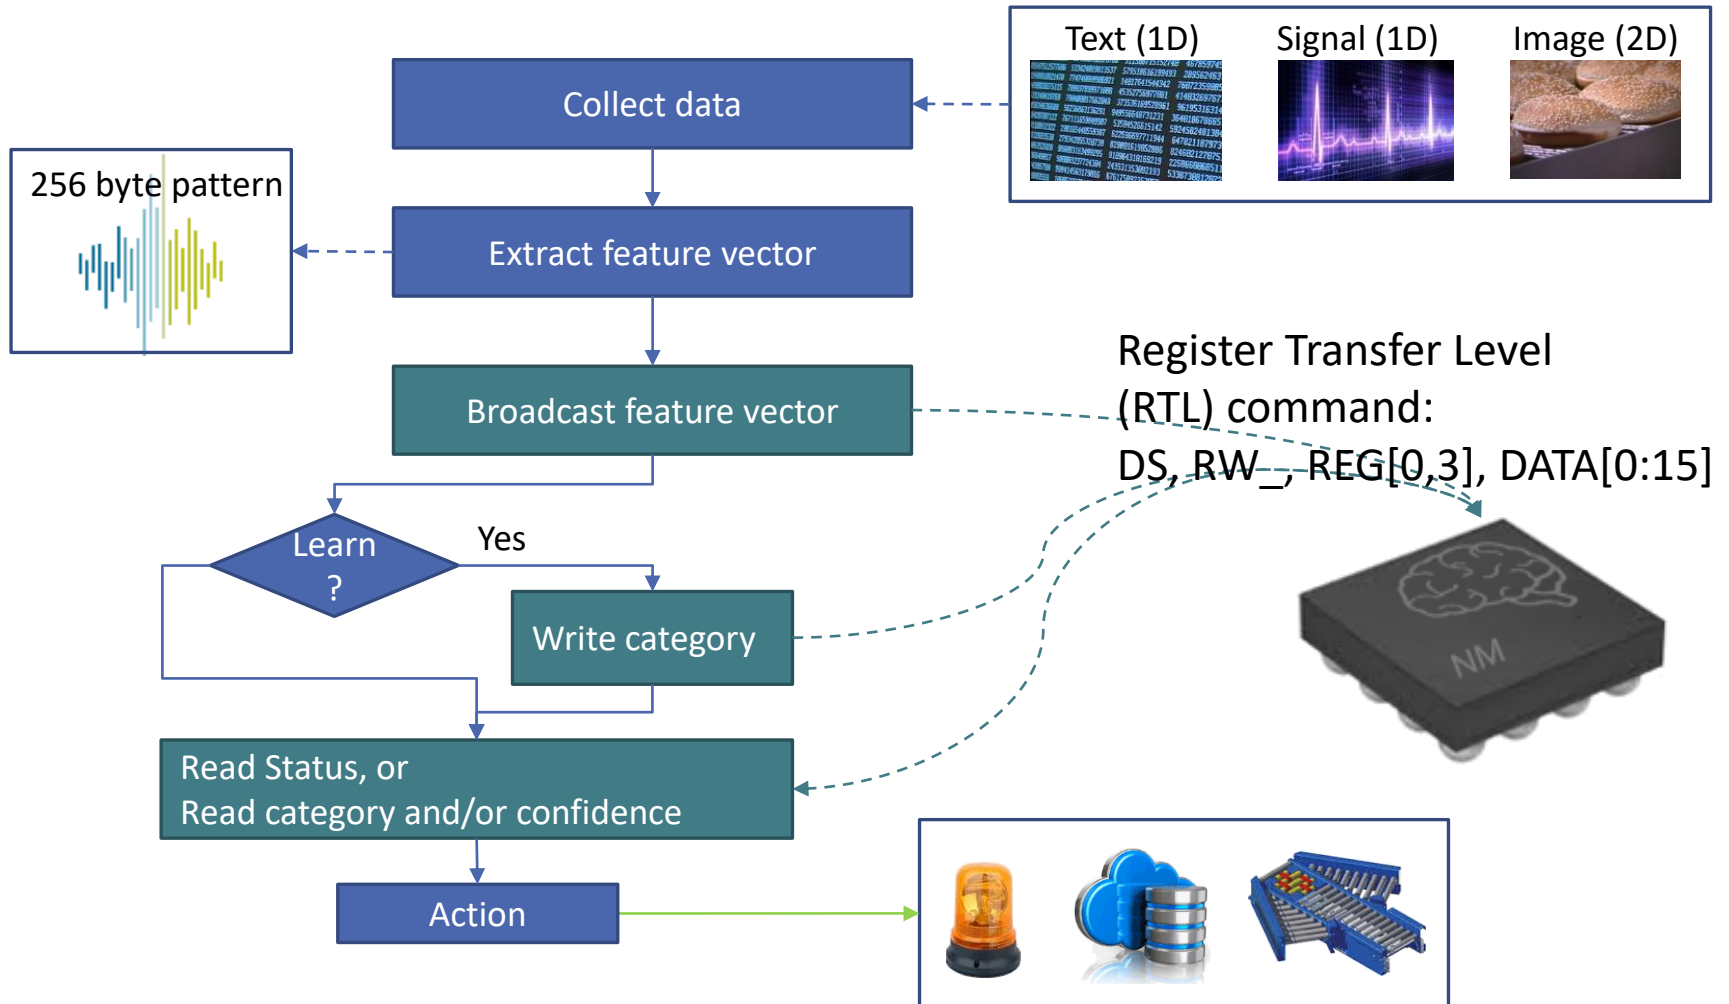 Text (1D)
Signal (1D)
Image (2D)
Collect data
256 byte pattern
Extract feature vector
Register Transfer Level
(RTL) command:
DS, RW_, REG[0,3], DATA[0:15]
Broadcast feature vector
Learn
?
Yes
Write category
NM
Read Status, or
Read category and/or confidence
Action